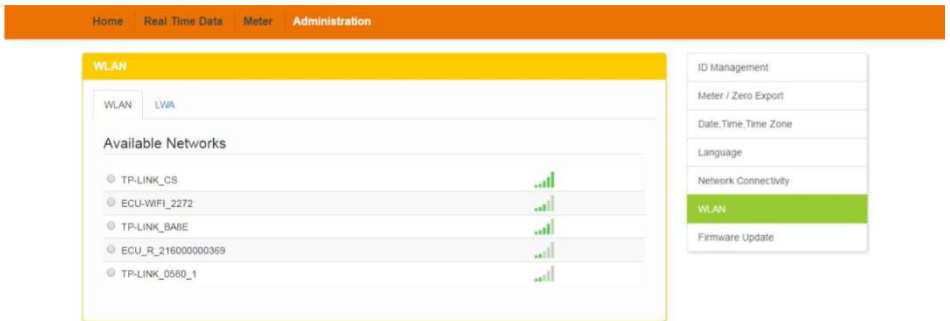 Home Real Time Data Meter Administration
WLAN
WLAN LWA
Available Networks
TP-LINK_CS
ECU-WIFI_2272
TP-LINK_BA8E
ECU_R_216000000369
TP-LINK_0580_1
ID Management
Meter / Zero Export
Date,Time,Time Zone
Language
Network Connectivity
WLAN
Firmware Update